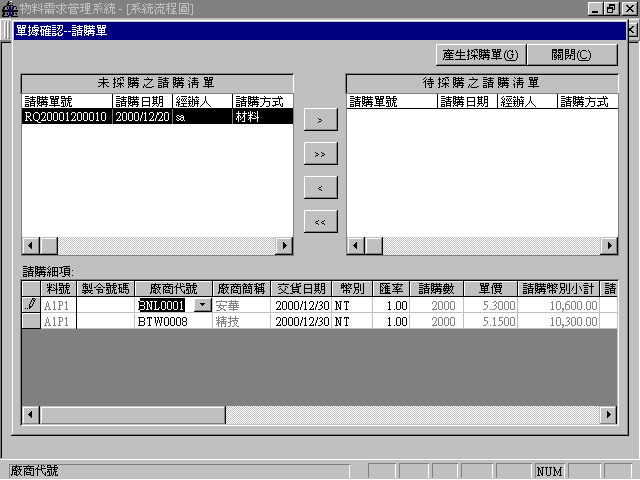 物料需求管理系統 - [系統流程圖]
單據確認--請購單
產生採購單(G) 關閉(C)
未採購之請購清單 待採購之請購清單
請購單號 請購日期 經辦人 請購方式 請購單號 請購日期 經辦人 請購方式
RQ20001200010 2000/12/20 sa 材料
>
>>
<
<<
請購細項:
料號 製令號碼 廠商代號 廠商簡稱 交貨日期 幣別 匯率 請購數 單價 請購幣別小計 請
A1P1 BNL0001 安華 2000/12/30 NT 1.00 2000 5.3000 10,600.00
A1P1 BTW0008 精技 2000/12/30 NT 1.00 2000 5.1500 10,300.00
廠商代號 NUM